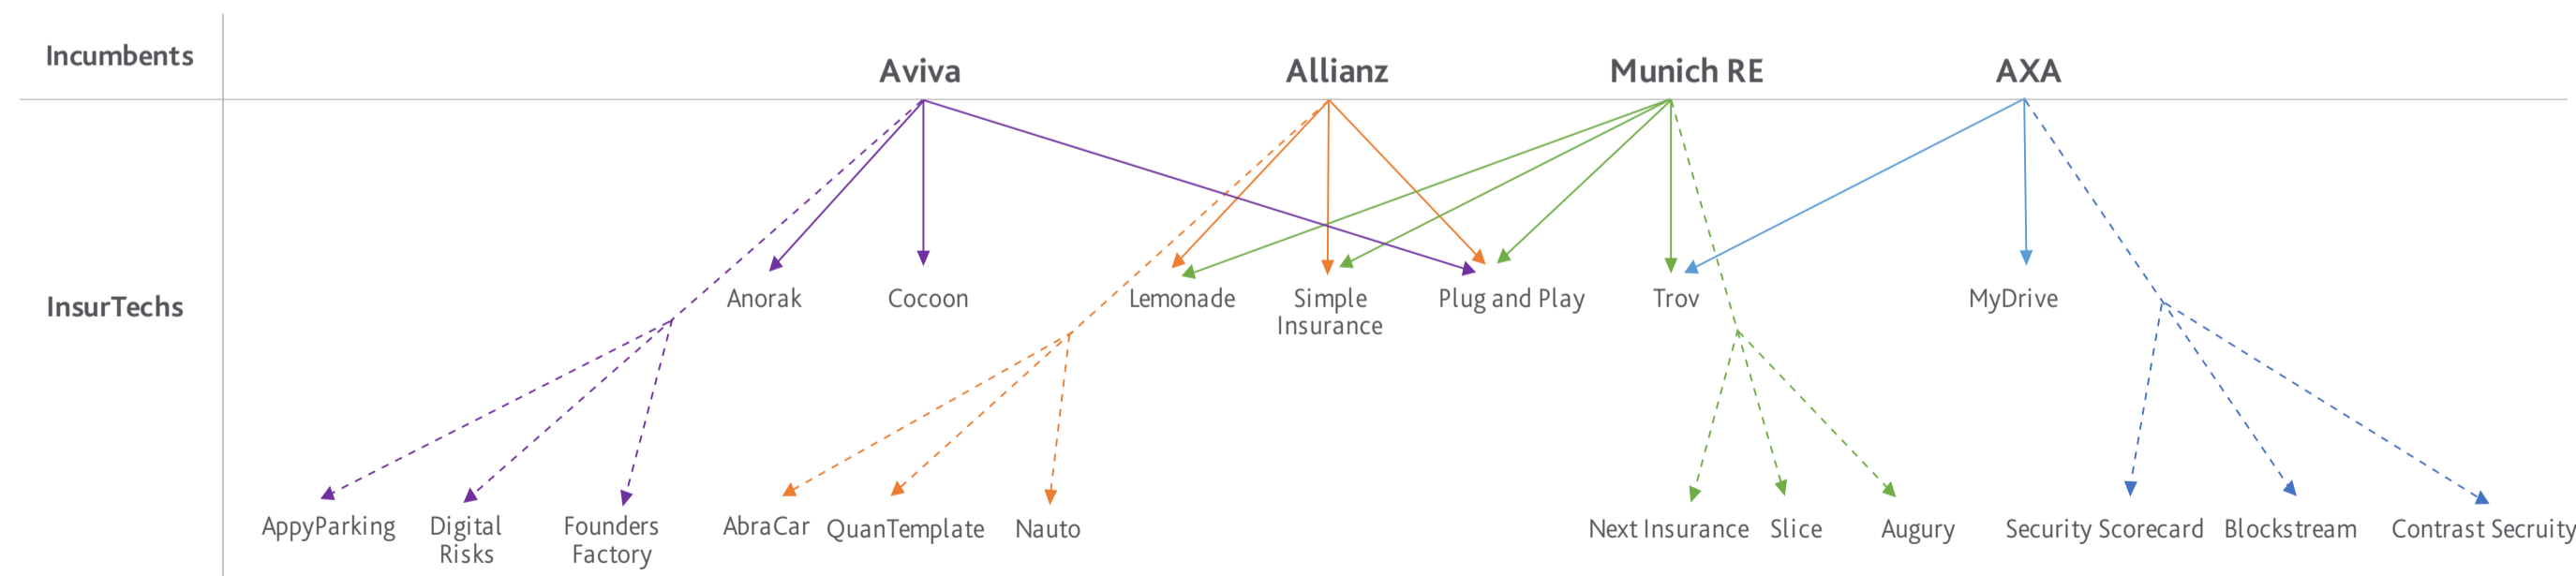 Incumbents
Aviva Allianz Munich RE AXA
InsurTechs
Anorak Cocoon Lemonade Simple Plug and Play Trov MyDrive
Insurance
AppyParking Digital Founders AbraCar QuanTemplate Nauto Next Insurance Slice Augury Security Scorecard Blockstream Contrast Secruity
Risks Factory